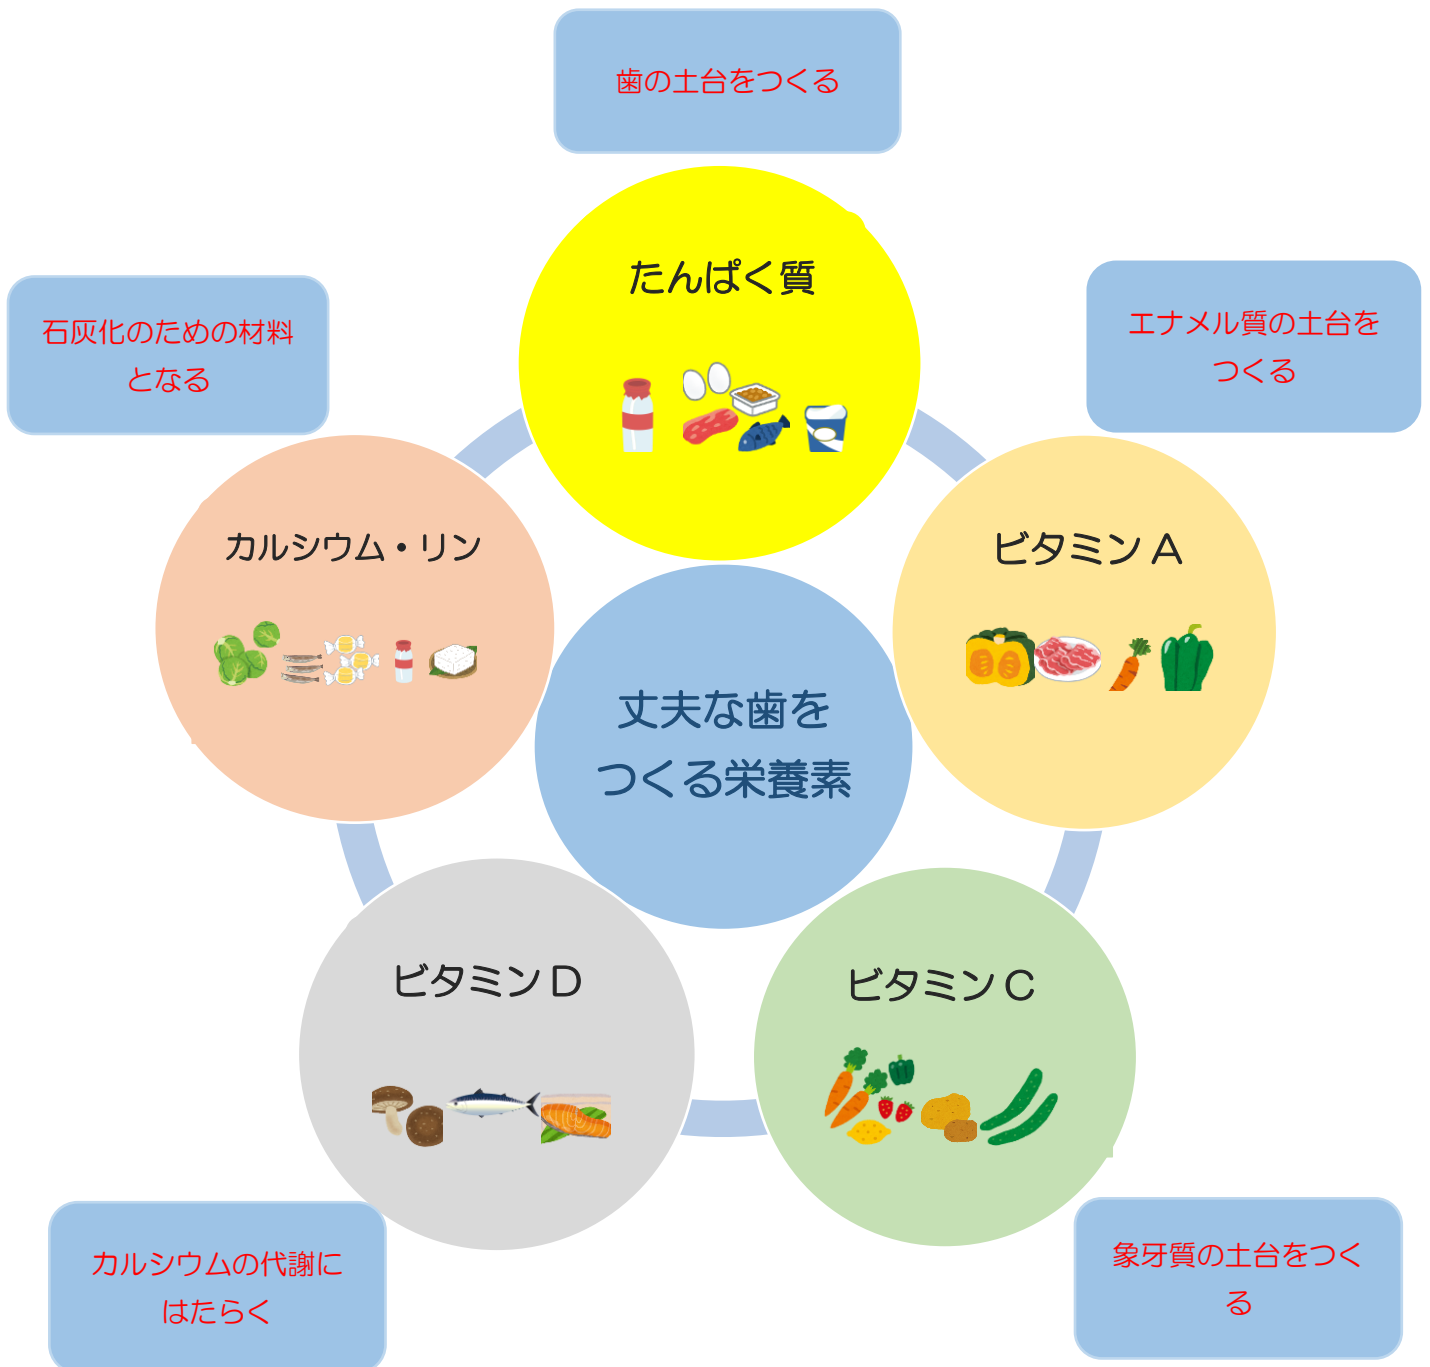 歯の土台をつくる
たんぱく質
石灰化のための材料
となる
エナメル質の土台を
つくる
カルシウム・リン
ビタミンA
丈夫な歯を
つくる栄養素
ビタミンD
ビタミンC
カルシウムの代謝に
はたらく
象牙質の土台をつく
る